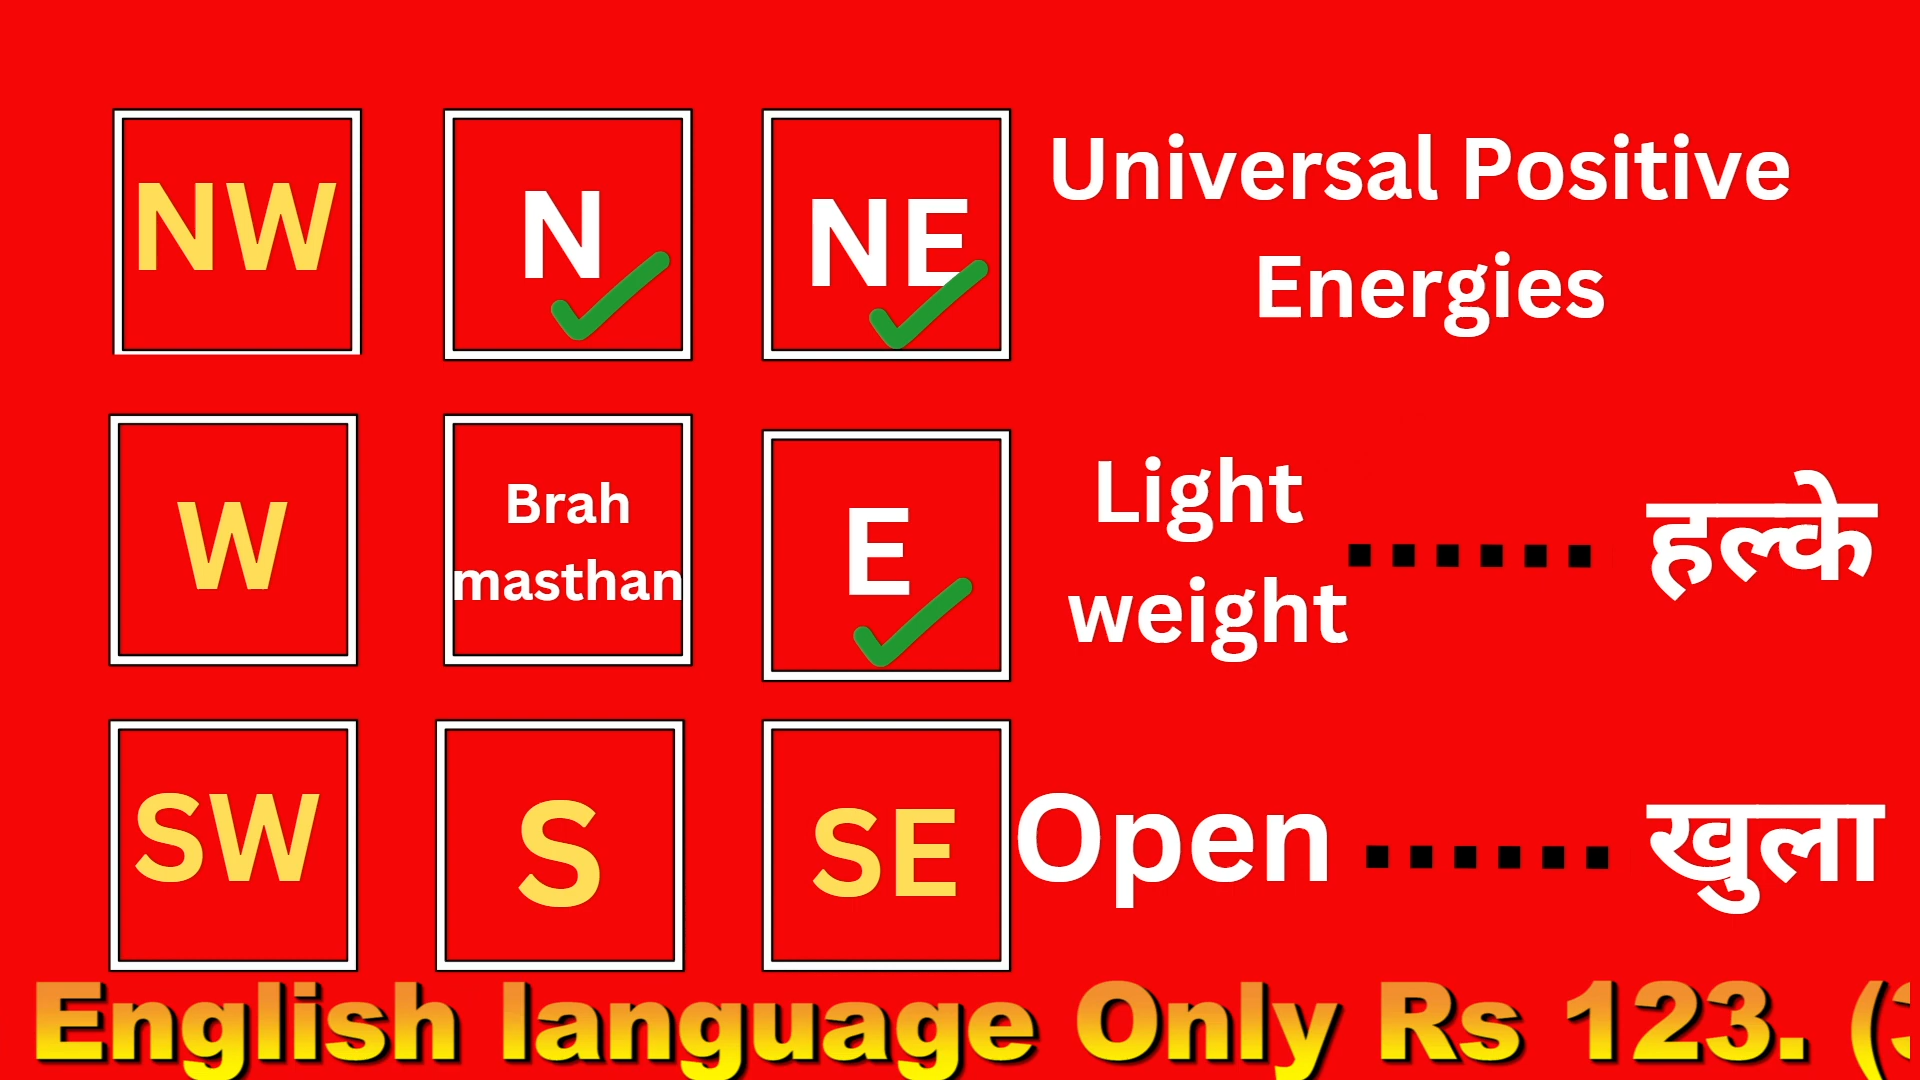 NW
N
NE
Universal Positive
Energies
W
Brah
masthan
E
Light
weight
हल्के
SW
S
SE
Open
खुला
English language Only Rs 123. (